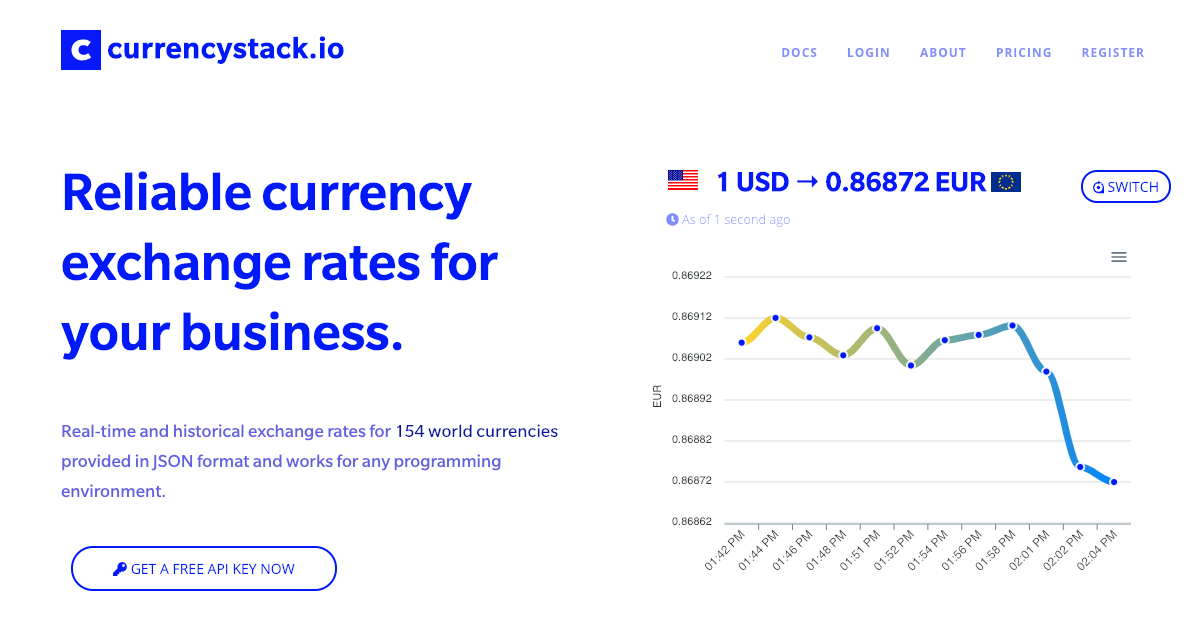 C currencystack.io
DOCS LOGIN ABOUT PRICING REGISTER
Reliable currency
exchange rates for
your business.
Real-time and historical exchange rates for 154 world currencies
provided in JSON format and works for any programming
environment.
GET A FREE API KEY NOW
1 USD → 0.86872 EUR
SWITCH
As of 1 second ago
0.86922
0.86912
0.86902
0.86892
0.86882
0.86872
0.86862
EUR
01:42 PM
01:44 PM
01:46 PM
01:48 PM
01:51 PM
01:52 PM
01:54 PM
01:56 PM
01:58 PM
02:01 PM
02:02 PM
02:04 PM